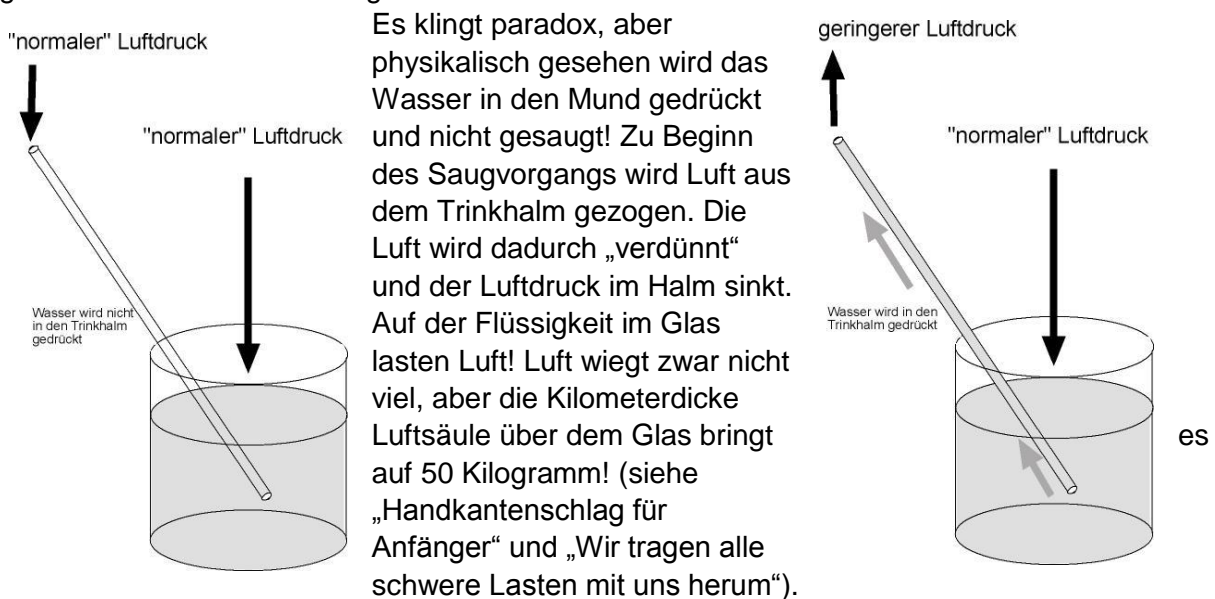 "normaler" Luftdruck
"normaler" Luftdruck
Wasser wird nicht
in den Trinkhalm
gedrückt
Es klingt paradox, aber
physikalisch gesehen wird das
Wasser in den Mund gedrückt
und nicht gesaugt! Zu Beginn
des Saugvorgangs wird Luft aus
dem Trinkhalm gezogen. Die
Luft wird dadurch „verdünnt“
und der Luftdruck im Halm sinkt.
Auf der Flüssigkeit im Glas
lasten Luft! Luft wiegt zwar nicht
viel, aber die Kilometerdicke
Luftsäule über dem Glas bringt es
auf 50 Kilogramm! (siehe
„Handkantenschlag für
Anfänger“ und „Wir tragen alle
schwere Lasten mit uns herum“).
geringerer Luftdruck
"normaler" Luftdruck
Wasser wird in den
Trinkhalm gedrückt